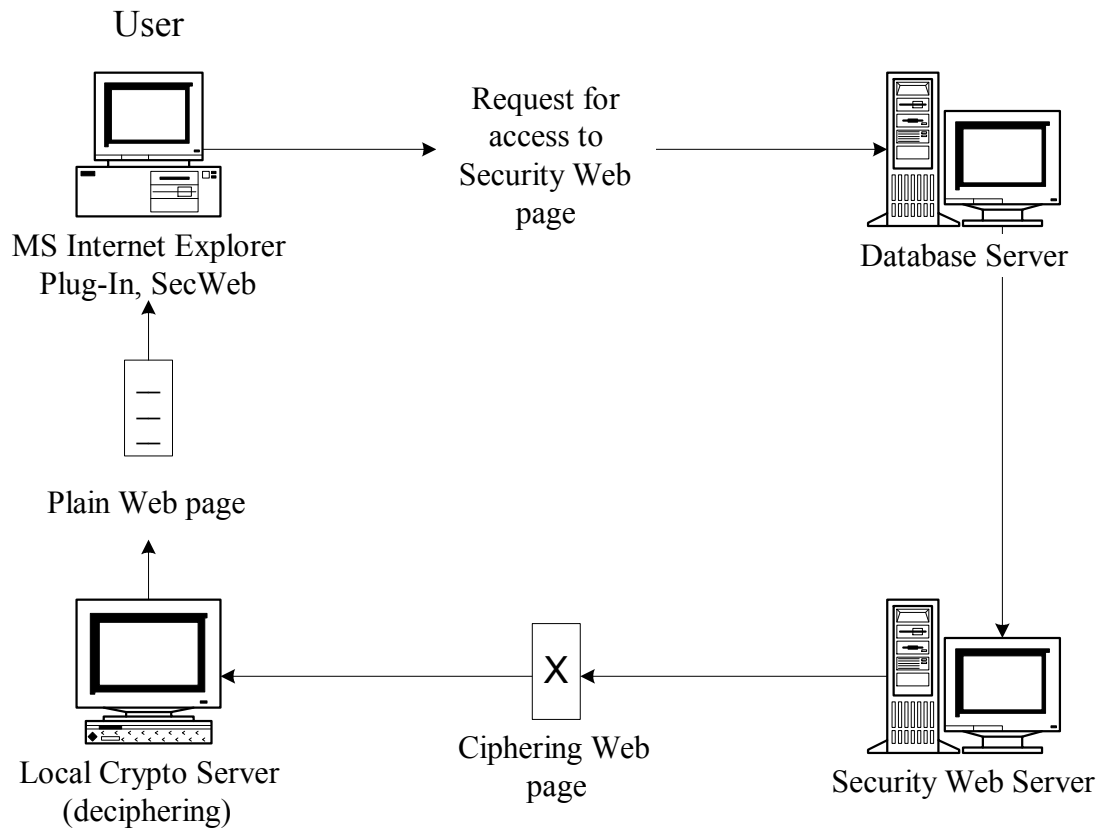 User
Request for
access to
Security Web
page
MS Internet Explorer
Plug-In, SecWeb
Database Server
Plain Web page
X
Ciphering Web
page
Local Crypto Server
(deciphering)
Security Web Server